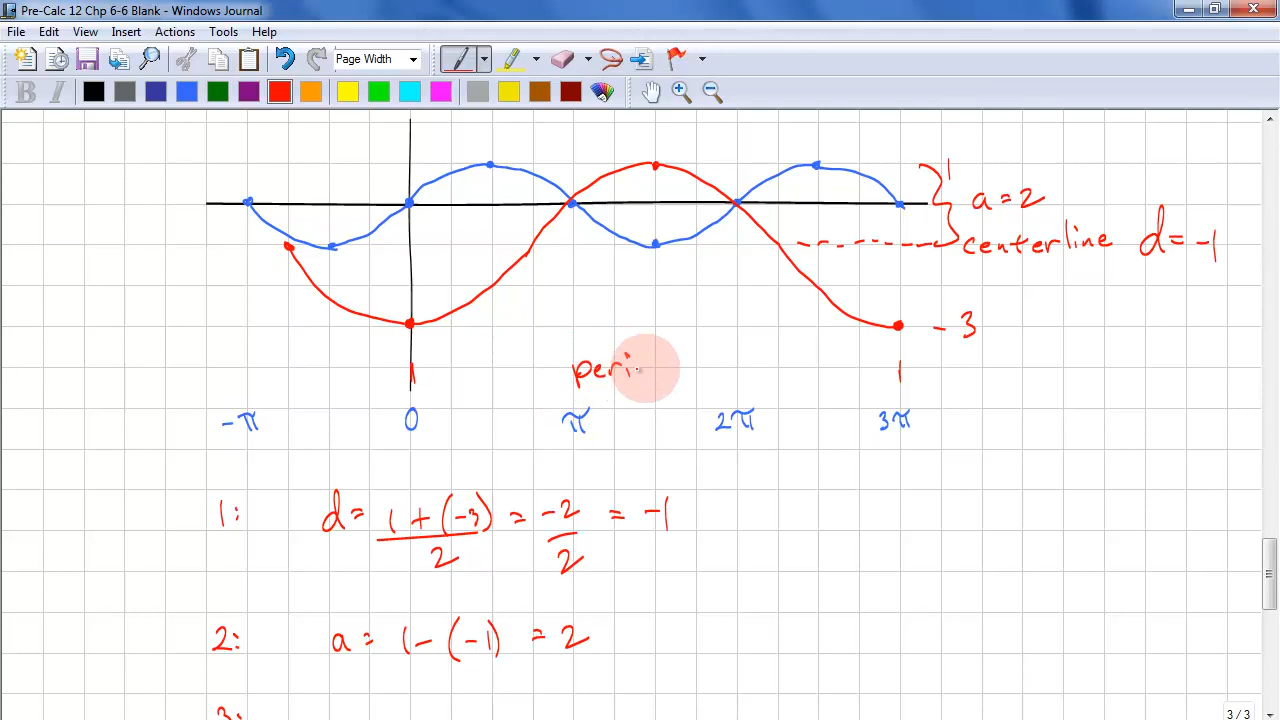 Pre-Calc 12 Chp 6-6 Blank - Windows Journal
File Edit View Insert Actions Tools Help
Page Width
B I
1
a = 2
centerline d = -1
-3
peri
-π 0 π 2π 3π
1: d = 1 + (-3) / 2 = -2 / 2 = -1
2: a = 1 - (-1) = 2
3:
3/3